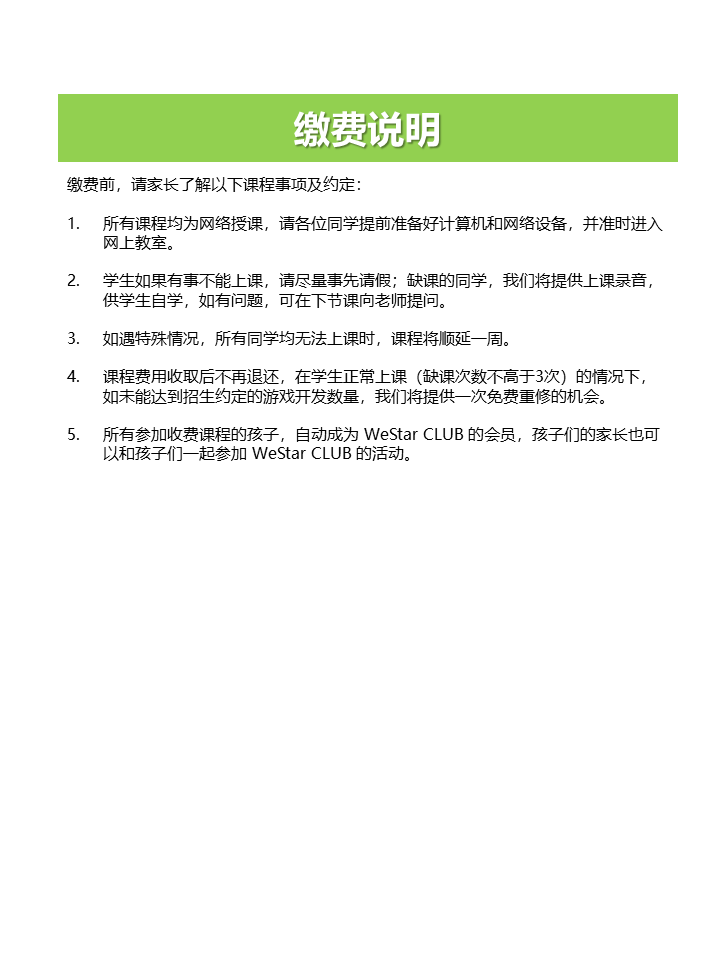 缴费说明
缴费前，请家长了解以下课程事项及约定：
1. 所有课程均为网络授课，请各位同学提前准备好计算机和网络设备，并准时进入
网上教室。
2. 学生如果有事不能上课，请尽量事先请假；缺课的同学，我们将提供上课录音，
供学生自学，如有问题，可在下节课向老师提问。
3. 如遇特殊情况，所有同学均无法上课时，课程将顺延一周。
4. 课程费用收取后不再退还，在学生正常上课（缺课次数不高于3次）的情况下，
如未能达到招生约定的游戏开发数量，我们将提供一次免费重修的机会。
5. 所有参加收费课程的孩子，自动成为 WeStar CLUB 的会员，孩子们的家长也可
以和孩子们一起参加 WeStar CLUB 的活动。